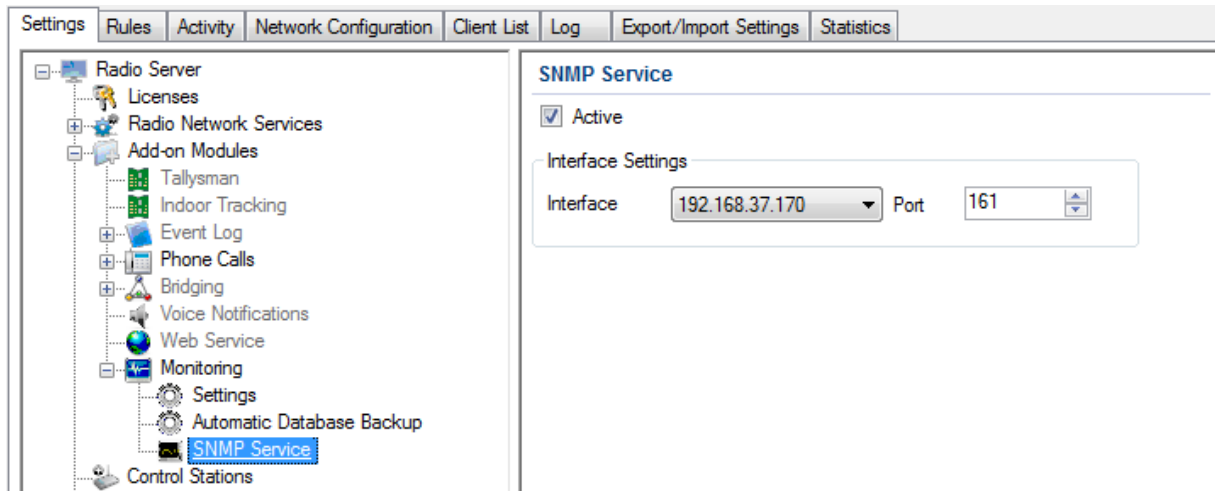 Settings Rules Activity Network Configuration Client List Log Export/Import Settings Statistics
Radio Server
Licenses
Radio Network Services
Add-on Modules
Tallysman
Indoor Tracking
Event Log
Phone Calls
Bridging
Voice Notifications
Web Service
Monitoring
Settings
Automatic Database Backup
SNMP Service
Control Stations
SNMP Service
Active
Interface Settings
Interface 192.168.37.170 Port 161